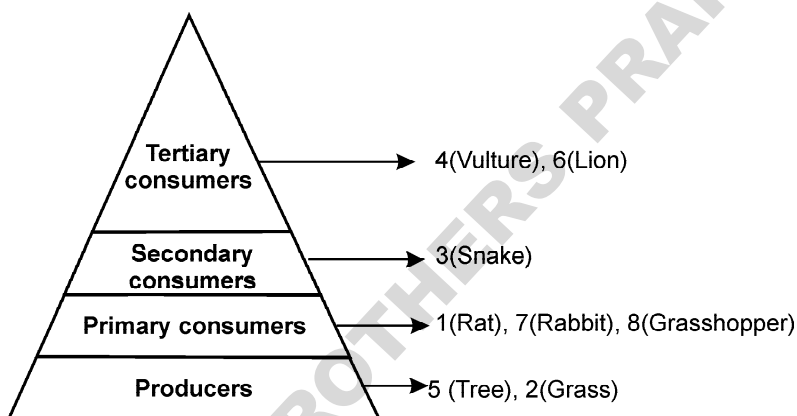 Tertiary
consumers
4(Vulture), 6(Lion)
Secondary
consumers
3(Snake)
Primary consumers
1(Rat), 7(Rabbit), 8(Grasshopper)
Producers
5 (Tree), 2(Grass)
ROTHERS